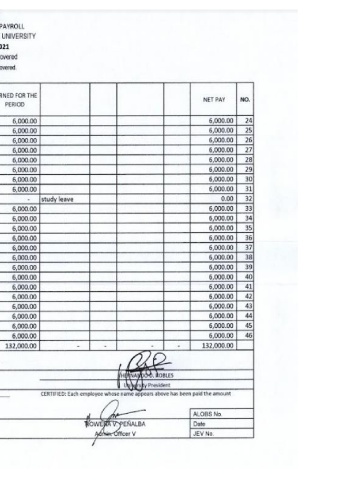 PAYROLL
UNIVERSITY
021
overed
overed.
RNED FOR THE PERIOD NET PAY NO.
6,000.00 6,000.00 24
6,000.00 6,000.00 25
6,000.00 6,000.00 26
6,000.00 6,000.00 27
6,000.00 6,000.00 28
6,000.00 6,000.00 29
6,000.00 6,000.00 30
6,000.00 6,000.00 31
- study leave 0.00 32
6,000.00 6,000.00 33
6,000.00 6,000.00 34
6,000.00 6,000.00 35
6,000.00 6,000.00 36
6,000.00 6,000.00 37
6,000.00 6,000.00 38
6,000.00 6,000.00 39
6,000.00 6,000.00 40
6,000.00 6,000.00 41
6,000.00 6,000.00 42
6,000.00 6,000.00 43
6,000.00 6,000.00 44
6,000.00 6,000.00 45
6,000.00 6,000.00 46
132,000.00 - - - - 132,000.00
HERNANDO D. ROBLES
University President
CERTIFIED: Each employee whose name appears above has been paid the amount
ROWENA V. PEÑALBA
Admin. Officer V
ALOBS No.
Date
JEV No.